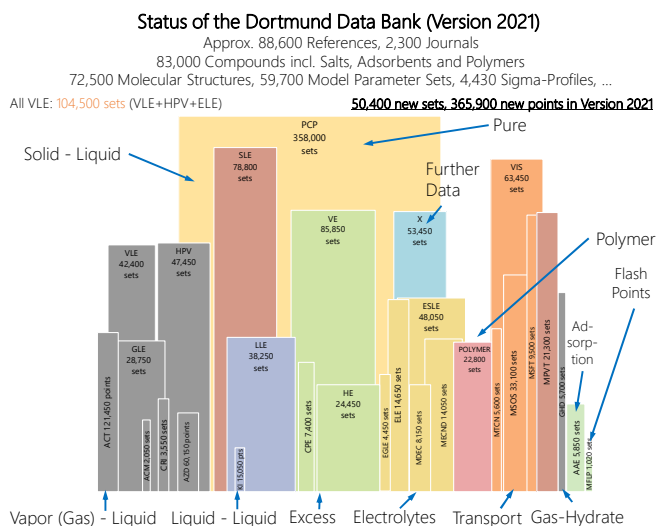 Status of the Dortmund Data Bank (Version 2021)
Approx. 88,600 References, 2,300 Journals
83,000 Compounds incl. Salts, Adsorbents and Polymers
72,500 Molecular Structures, 59,700 Model Parameter Sets, 4,430 Sigma-Profiles, ...
All VLE: 104,500 sets (VLE+HPV+ELE)
50,400 new sets, 365,900 new points in Version 2021
PCP
358,000
sets
Pure
Solid - Liquid
SLE
78,800
sets
Further
Data
VIS
63,450
sets
VE
85,850
sets
X
53,450
sets
Polymer
VLE
42,400
sets
HPV
47,450
sets
Flash
Points
ESLE
48,050
sets
Ad-
sorp-
tion
GLE
28,750
sets
LLE
38,250
sets
POLYMER
22,800
sets
HE
24,450
sets
ACT 121,450 points
ACM 2,050 sets
CRI 3,550 sets
AZD 60,150 points
KI 15,050 pts
CPE 7,400 sets
EGLE 4,450 sets
ELE 14,650 sets
MDEC 8,150 sets
MECND 14,050 sets
MTCN 5,600 sets
MSOS 33,100 sets
MSFT 9,500 sets
MPVT 21,300 sets
GHD 5,700 sets
AAE 5,850 sets
MFLP 1,020 sets
Vapor (Gas) - Liquid
Liquid - Liquid
Excess
Electrolytes
Transport
Gas-Hydrate